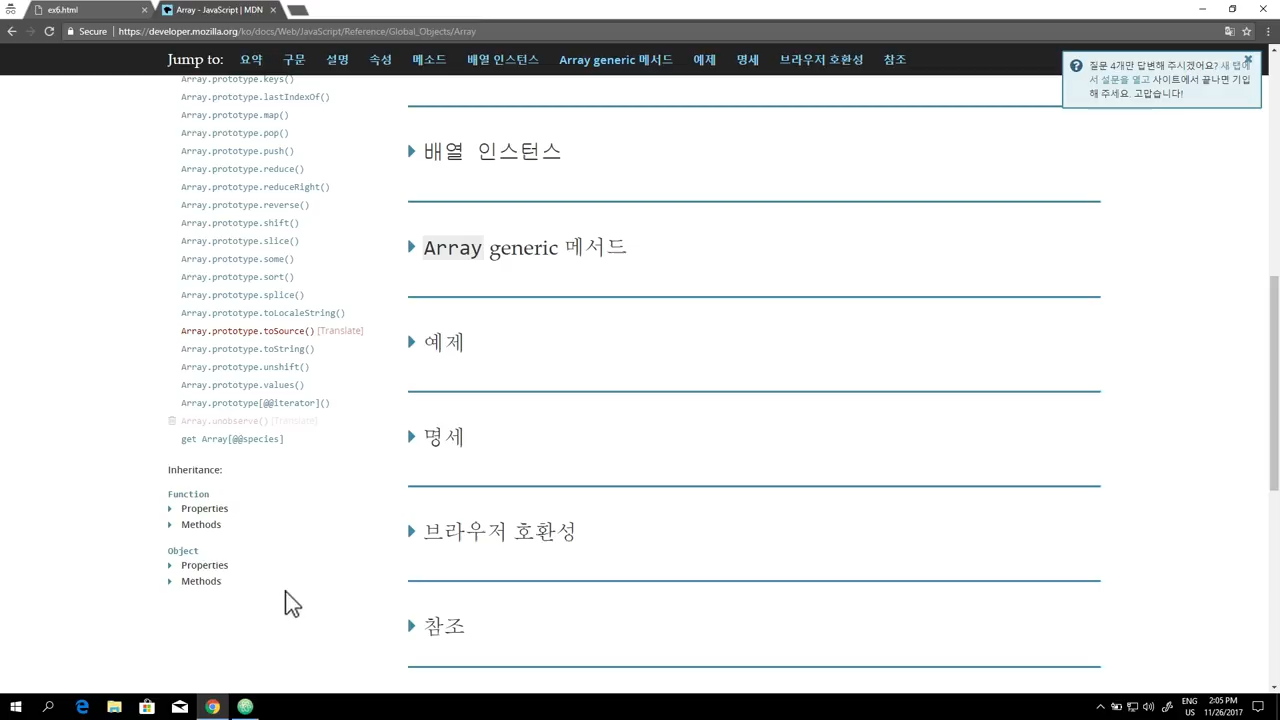 ex6.html
Array - JavaScript | MDN
Secure
https://developer.mozilla.org/ko/docs/Web/JavaScript/Reference/Global_Objects/Array
Jump to: 요약 구문 설명 속성 메소드 배열 인스턴스 Array generic 메서드 예제 명세 브라우저 호환성 참조
질문 4개만 답변해 주시겠어요? 새 탭에
서 설문을 열고 사이트에서 끝나면 기입
해 주세요. 고맙습니다!
Array.prototype.keys()
Array.prototype.lastIndexOf()
Array.prototype.map()
Array.prototype.pop()
Array.prototype.push()
Array.prototype.reduce()
Array.prototype.reduceRight()
Array.prototype.reverse()
Array.prototype.shift()
Array.prototype.slice()
Array.prototype.some()
Array.prototype.sort()
Array.prototype.splice()
Array.prototype.toLocaleString()
Array.prototype.toSource() [Translate]
Array.prototype.toString()
Array.prototype.unshift()
Array.prototype.values()
Array.prototype[@@iterator]()
Array.unobserve() [Translate]
get Array[@@species]
Inheritance:
Function
Properties
Methods
Object
Properties
Methods
배열 인스턴스
Array generic 메서드
예제
명세
브라우저 호환성
참조
ENG
US
2:05 PM
11/26/2017